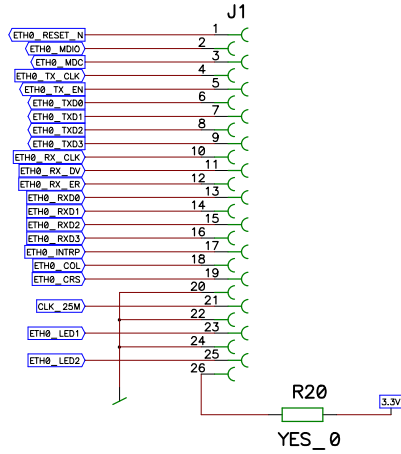 J1
ETH0_RESET_N 1
ETH0_MDIO 2
ETH0_MDC 3
ETH0_TX_CLK 4
ETH0_TX_EN 5
ETH0_TXD0 6
ETH0_TXD1 7
ETH0_TXD2 8
ETH0_TXD3 9
ETH0_RX_CLK 10
ETH0_RX_DV 11
ETH0_RX_ER 12
ETH0_RXD0 13
ETH0_RXD1 14
ETH0_RXD2 15
ETH0_RXD3 16
ETH0_INTRP 17
ETH0_COL 18
ETH0_CRS 19
20
CLK_25M 21
22
ETH0_LED1 23
24
ETH0_LED2 25
26
R20
3.3V
YES_0